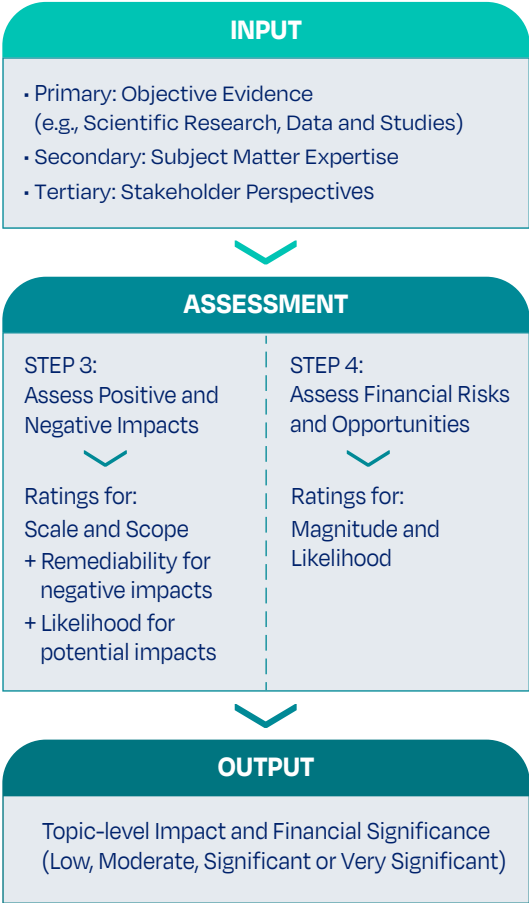 INPUT
• Primary: Objective Evidence
(e.g., Scientific Research, Data and Studies)
• Secondary: Subject Matter Expertise
• Tertiary: Stakeholder Perspectives
ASSESSMENT
STEP 3:
Assess Positive and
Negative Impacts
Ratings for:
Scale and Scope
+ Remediability for
negative impacts
+ Likelihood for
potential impacts
STEP 4:
Assess Financial Risks
and Opportunities
Ratings for:
Magnitude and
Likelihood
OUTPUT
Topic-level Impact and Financial Significance
(Low, Moderate, Significant or Very Significant)